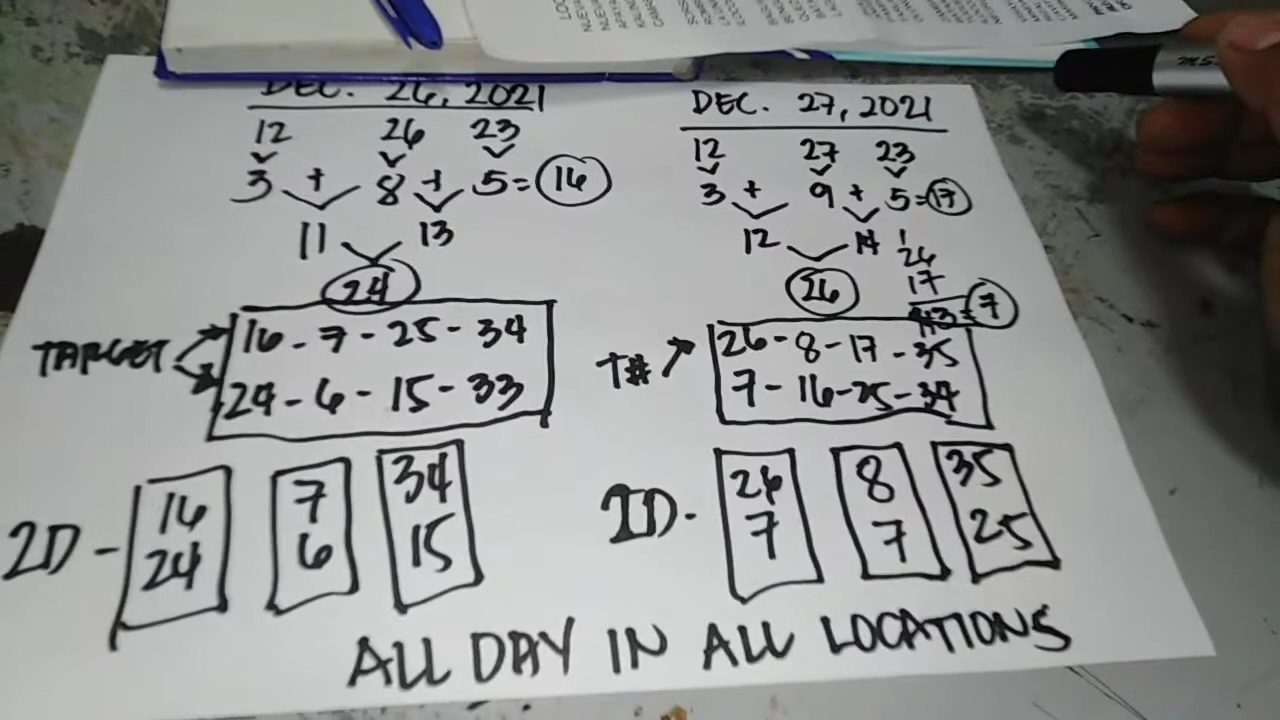 DEC. 26, 2021
12 26 23
3 + 8 + 5 = 16
11 13
24
TARGET
16 - 7 - 25 - 34
24 - 6 - 15 - 33
2D -
16 7 34
24 6 15
DEC. 27, 2021
12 27 23
3 + 9 + 5 = 17
12 14
26
1
26
17
43 = 7
T#
26 - 8 - 17 - 35
7 - 16 - 25 - 34
2D -
26 8 35
7 7 25
ALL DAY IN ALL LOCATIONS